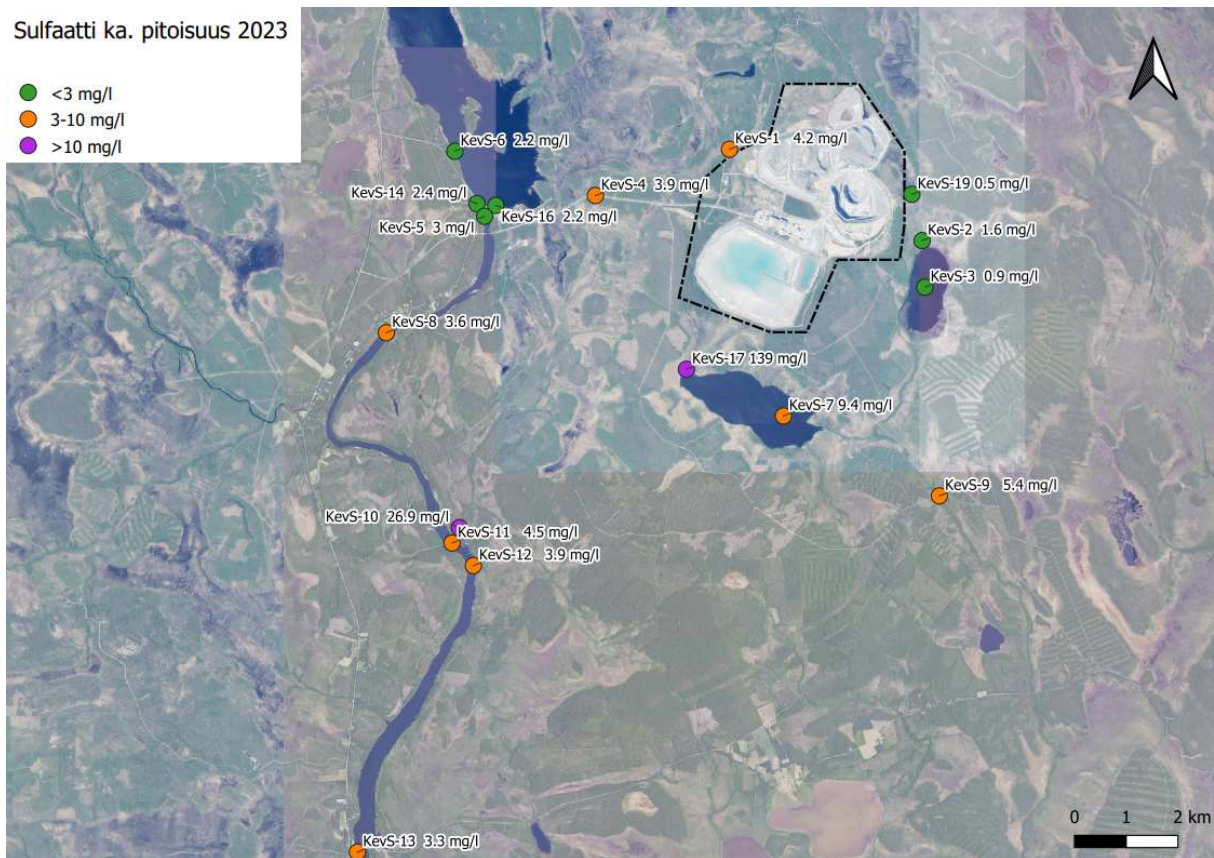 Sulfaatti ka. pitoisuus 2023
<3 mg/l
3-10 mg/l
>10 mg/l
KevS-6 2.2 mg/l
KevS-1 4.2 mg/l
KevS-14 2.4 mg/l
KevS-4 3.9 mg/l
KevS-19 0.5 mg/l
KevS-16 2.2 mg/l
KevS-5 3 mg/l
KevS-2 1.6 mg/l
KevS-3 0.9 mg/l
KevS-8 3.6 mg/l
KevS-17 139 mg/l
KevS-7 9.4 mg/l
KevS-9 5.4 mg/l
KevS-10 26.9 mg/l
KevS-11 4.5 mg/l
KevS-12 3.9 mg/l
KevS-13 3.3 mg/l
0 1 2 km